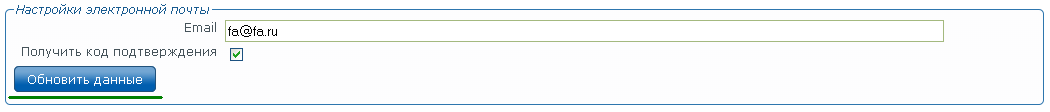 Настройки электронной почты
Email fa@fa.ru
Получить код подтверждения
Обновить данные